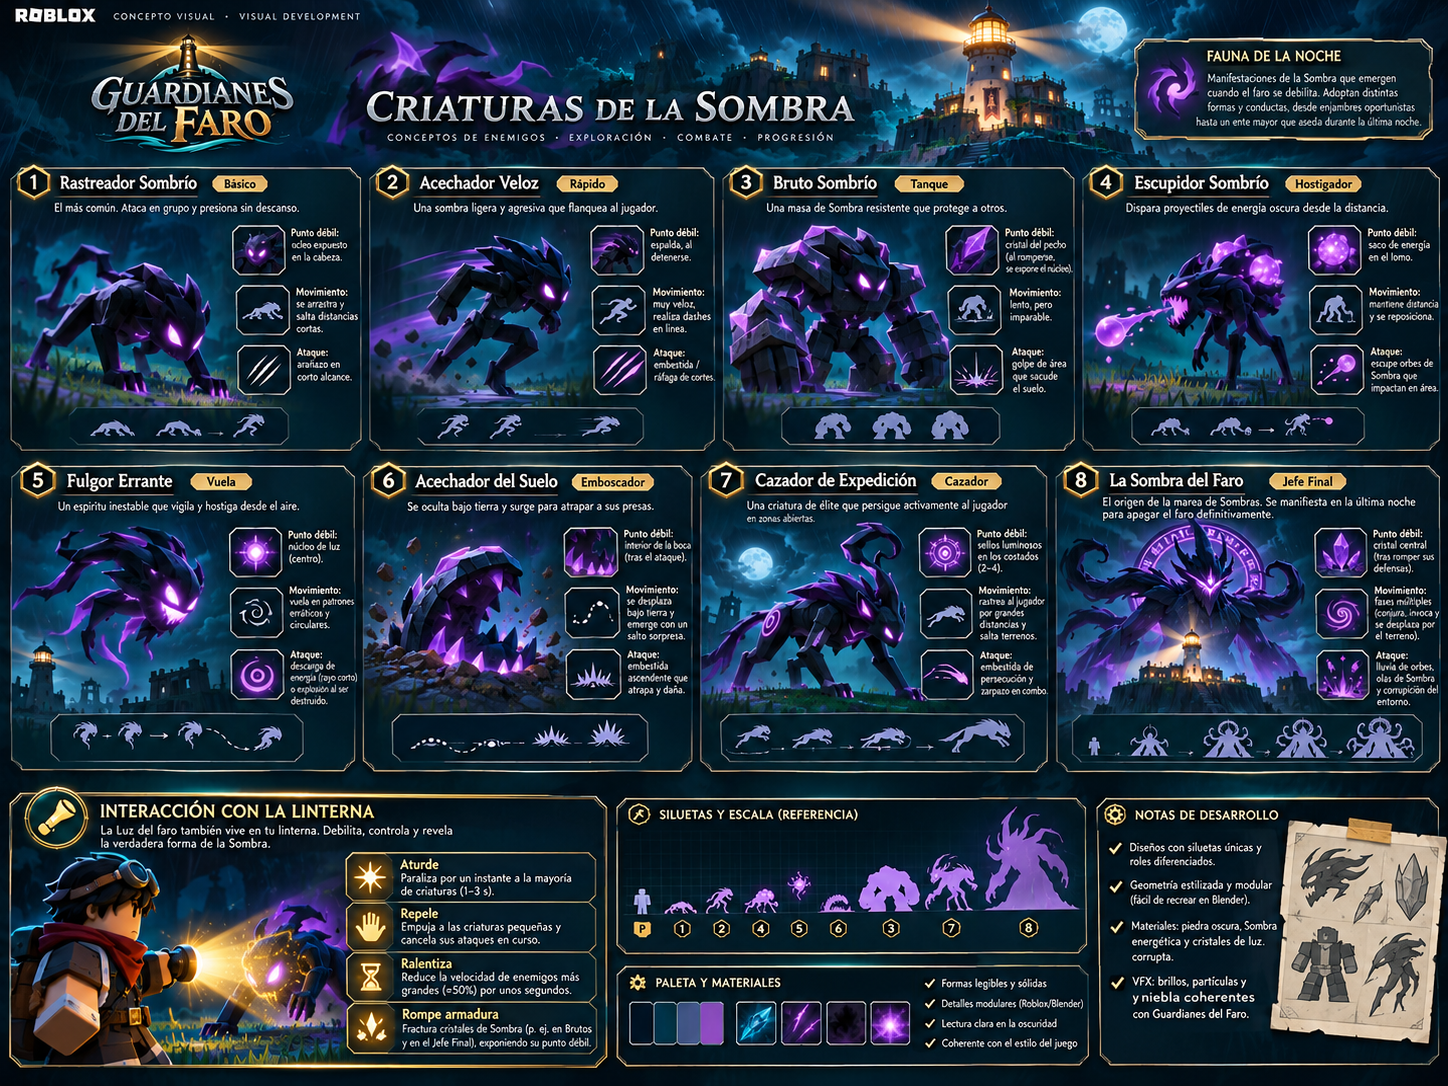 ROBLOX
CONCEPTO VISUAL • VISUAL DEVELOPMENT
GUARDIANES
DEL FARO
CRIATURAS DE LA SOMBRA
CONCEPTOS DE ENEMIGOS • EXPLORACIÓN • COMBATE • PROGRESIÓN
FAUNA DE LA NOCHE
Manifestaciones de la Sombra que emergen
cuando el faro se debilita. Adoptan distintas
formas y conductas, desde enjambres oportunistas
hasta un ente mayor que aseda durante la última noche.
1 Rastreador Sombrío Básico
El más común. Ataca en grupo y presiona sin descanso.
Punto débil:
ncleo expuesto
en la cabeza.
Movimiento:
se arrastra y
salta distancias
cortas.
Ataque:
arañazo en
corto alcance.
2 Acechador Veloz Rápido
Una sombra ligera y agresiva que flanquea al jugador.
Punto débil:
espalda, al
detenerse.
Movimiento:
muy veloz,
realiza dashes
en línea.
Ataque:
embestida /
ráfaga de cortes.
3 Bruto Sombrío Tanque
Una masa de Sombra resistente que protege a otros.
Punto débil:
cristal del pecho
(al romperse,
se expone el núcleo).
Movimiento:
lento, pero
imparable.
Ataque:
golpe de área
que sacude
el suelo.
4 Escupidor Sombrío Hostigador
Dispara proyectiles de energía oscura desde la distancia.
Punto débil:
saco de energía
en el lomo.
Movimiento:
mantiene distancia
y se reposiciona.
Ataque:
escupe orbes de
Sombra que
impactan en área.
5 Fulgor Errante Vuela
Un espíritu inestable que vigila y hostiga desde el aire.
Punto débil:
núcleo de luz
(centro).
Movimiento:
vuela en patrones
erráticos y
circulares.
Ataque:
descarga de
energía (rayo corto)
o explosión al ser
destruido.
6 Acechador del Suelo Emboscador
Se oculta bajo tierra y surge para atrapar a sus presas.
Punto débil:
interior de la boca
(tras el ataque).
Movimiento:
se desplaza
bajo tierra y
emerge con un
salto sorpresa.
Ataque:
embestida
ascendente que
atrapa y daña.
7 Cazador de Expedición Cazador
Una criatura de élite que persigue activamente al jugador
en zonas abiertas.
Punto débil:
sellos luminosos
en los costados
(2–4).
Movimiento:
rastrea al jugador
por grandes
distancias y
salta terrenos.
Ataque:
embestida de
persecución y
zarpazo en combo.
8 La Sombra del Faro Jefe Final
El origen de la marea de Sombras. Se manifiesta en la última noche
para apagar el faro definitivamente.
Punto débil:
cristal central
(tras romper sus
defensas).
Movimiento:
fases múltiples
(conjura, invoca y
se desplaza por
el terreno).
Ataque:
lluvia de orbes,
olas de Sombra
y corrupción del
entorno.
INTERACCIÓN CON LA LINTERNA
La Luz del faro también vive en tu linterna. Debilita, controla y revela
la verdadera forma de la Sombra.
Aturde
Paraliza por un instante a la mayoría
de criaturas (1–3 s).
Repele
Empuja a las criaturas pequeñas y
cancela sus ataques en curso.
Ralentiza
Reduce la velocidad de enemigos más
grandes (≈50%) por unos segundos.
Rompe armadura
Fractura cristales de Sombra (p. ej. en Brutos
y en el Jefe Final), exponiendo su punto débil.
SILUETAS Y ESCALA (REFERENCIA)
P 1 2 4 5 6 3 7 8
PALETA Y MATERIALES
Formas legibles y sólidas
Detalles modulares (Roblox/Blender)
Lectura clara en la oscuridad
Coherente con el estilo del juego
NOTAS DE DESARROLLO
Diseños con siluetas únicas y
roles diferenciados.
Geometría estilizada y modular
(fácil de recrear en Blender).
Materiales: piedra oscura, Sombra
energética y cristales de luz.
corrupta.
VFX: brillos, partículas y
y niebla coherentes
con Guardianes del Faro.